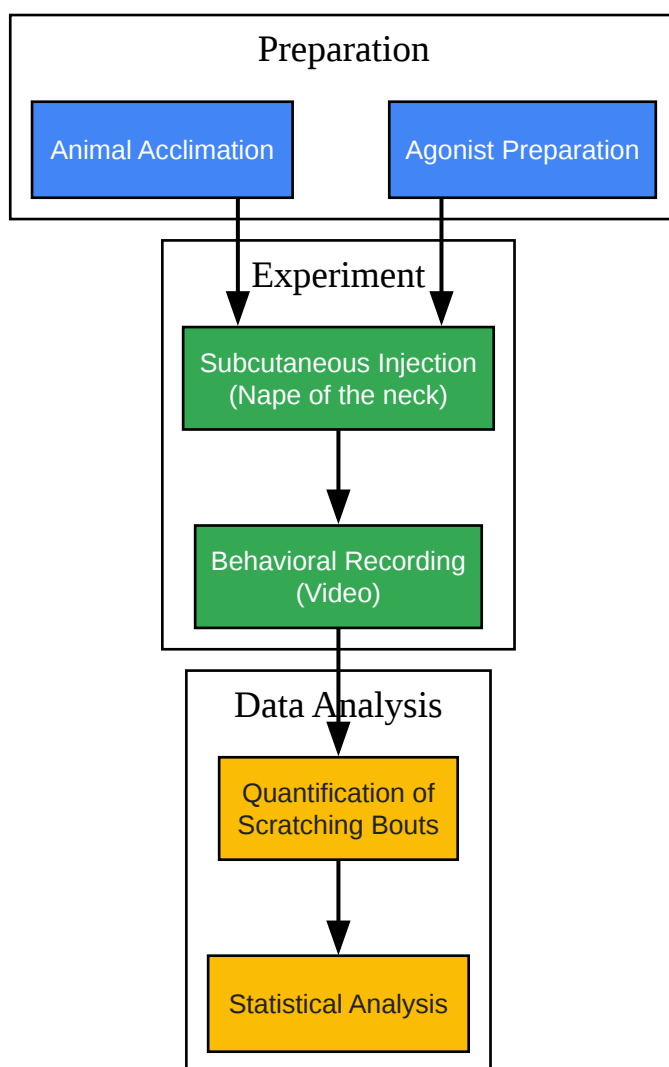 Preparation
Animal Acclimation
Agonist Preparation
Experiment
Subcutaneous Injection
(Nape of the neck)
Behavioral Recording
(Video)
Data Analysis
Quantification of
Scratching Bouts
Statistical Analysis